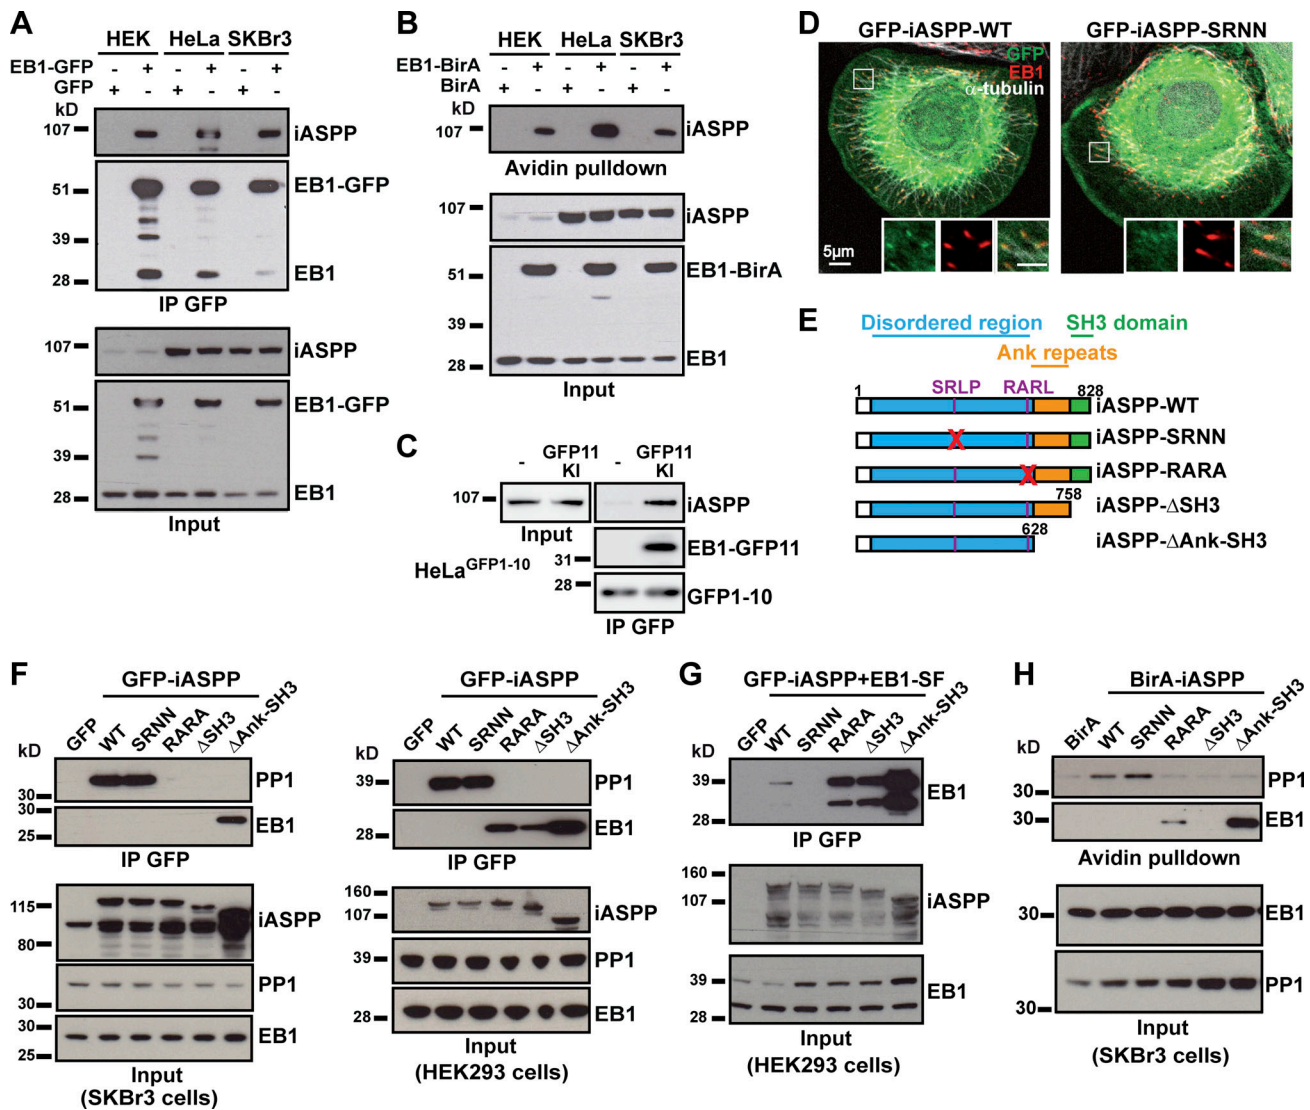 A
HEK HeLa SKBr3
EB1-GFP - + - + - +
GFP + - + - + -
kD
107 iASPP
51 EB1-GFP
39
28 EB1
IP GFP
107 iASPP
51 EB1-GFP
39
28 EB1
Input
B
HEK HeLa SKBr3
EB1-BirA - + - + - +
BirA + - + - + -
kD
107 iASPP
Avidin pulldown
107 iASPP
51 EB1-BirA
39
28 EB1
Input
C
- GFP11 KI - GFP11 KI
107 iASPP
Input
31 EB1-GFP11
HeLaGFP1-10
28 GFP1-10
IP GFP
D
GFP-iASPP-WT GFP-iASPP-SRNN
GFP
EB1
α-tubulin
5μm
E
Disordered region SH3 domain
Ank repeats
1 SRLP RARL 828
iASPP-WT
iASPP-SRNN
X
iASPP-RARA
X
758
iASPP-ΔSH3
628
iASPP-ΔAnk-SH3
F
GFP-iASPP
kD GFP WT SRNN RARA ΔSH3 ΔAnk-SH3
30 PP1
30
25 EB1
IP GFP
115 iASPP
80
30 PP1
30
25 EB1
Input
(SKBr3 cells)
GFP-iASPP
kD GFP WT SRNN RARA ΔSH3 ΔAnk-SH3
39 PP1
28 EB1
IP GFP
160
107 iASPP
39 PP1
28 EB1
Input
(HEK293 cells)
G
GFP-iASPP+EB1-SF
kD GFP WT SRNN RARA ΔSH3 ΔAnk-SH3
39 EB1
28
IP GFP
160
107 iASPP
39 EB1
28
Input
(HEK293 cells)
H
BirA-iASPP
kD BirA WT SRNN RARA ΔSH3 ΔAnk-SH3
30 PP1
30 EB1
Avidin pulldown
30 EB1
30 PP1
Input
(SKBr3 cells)